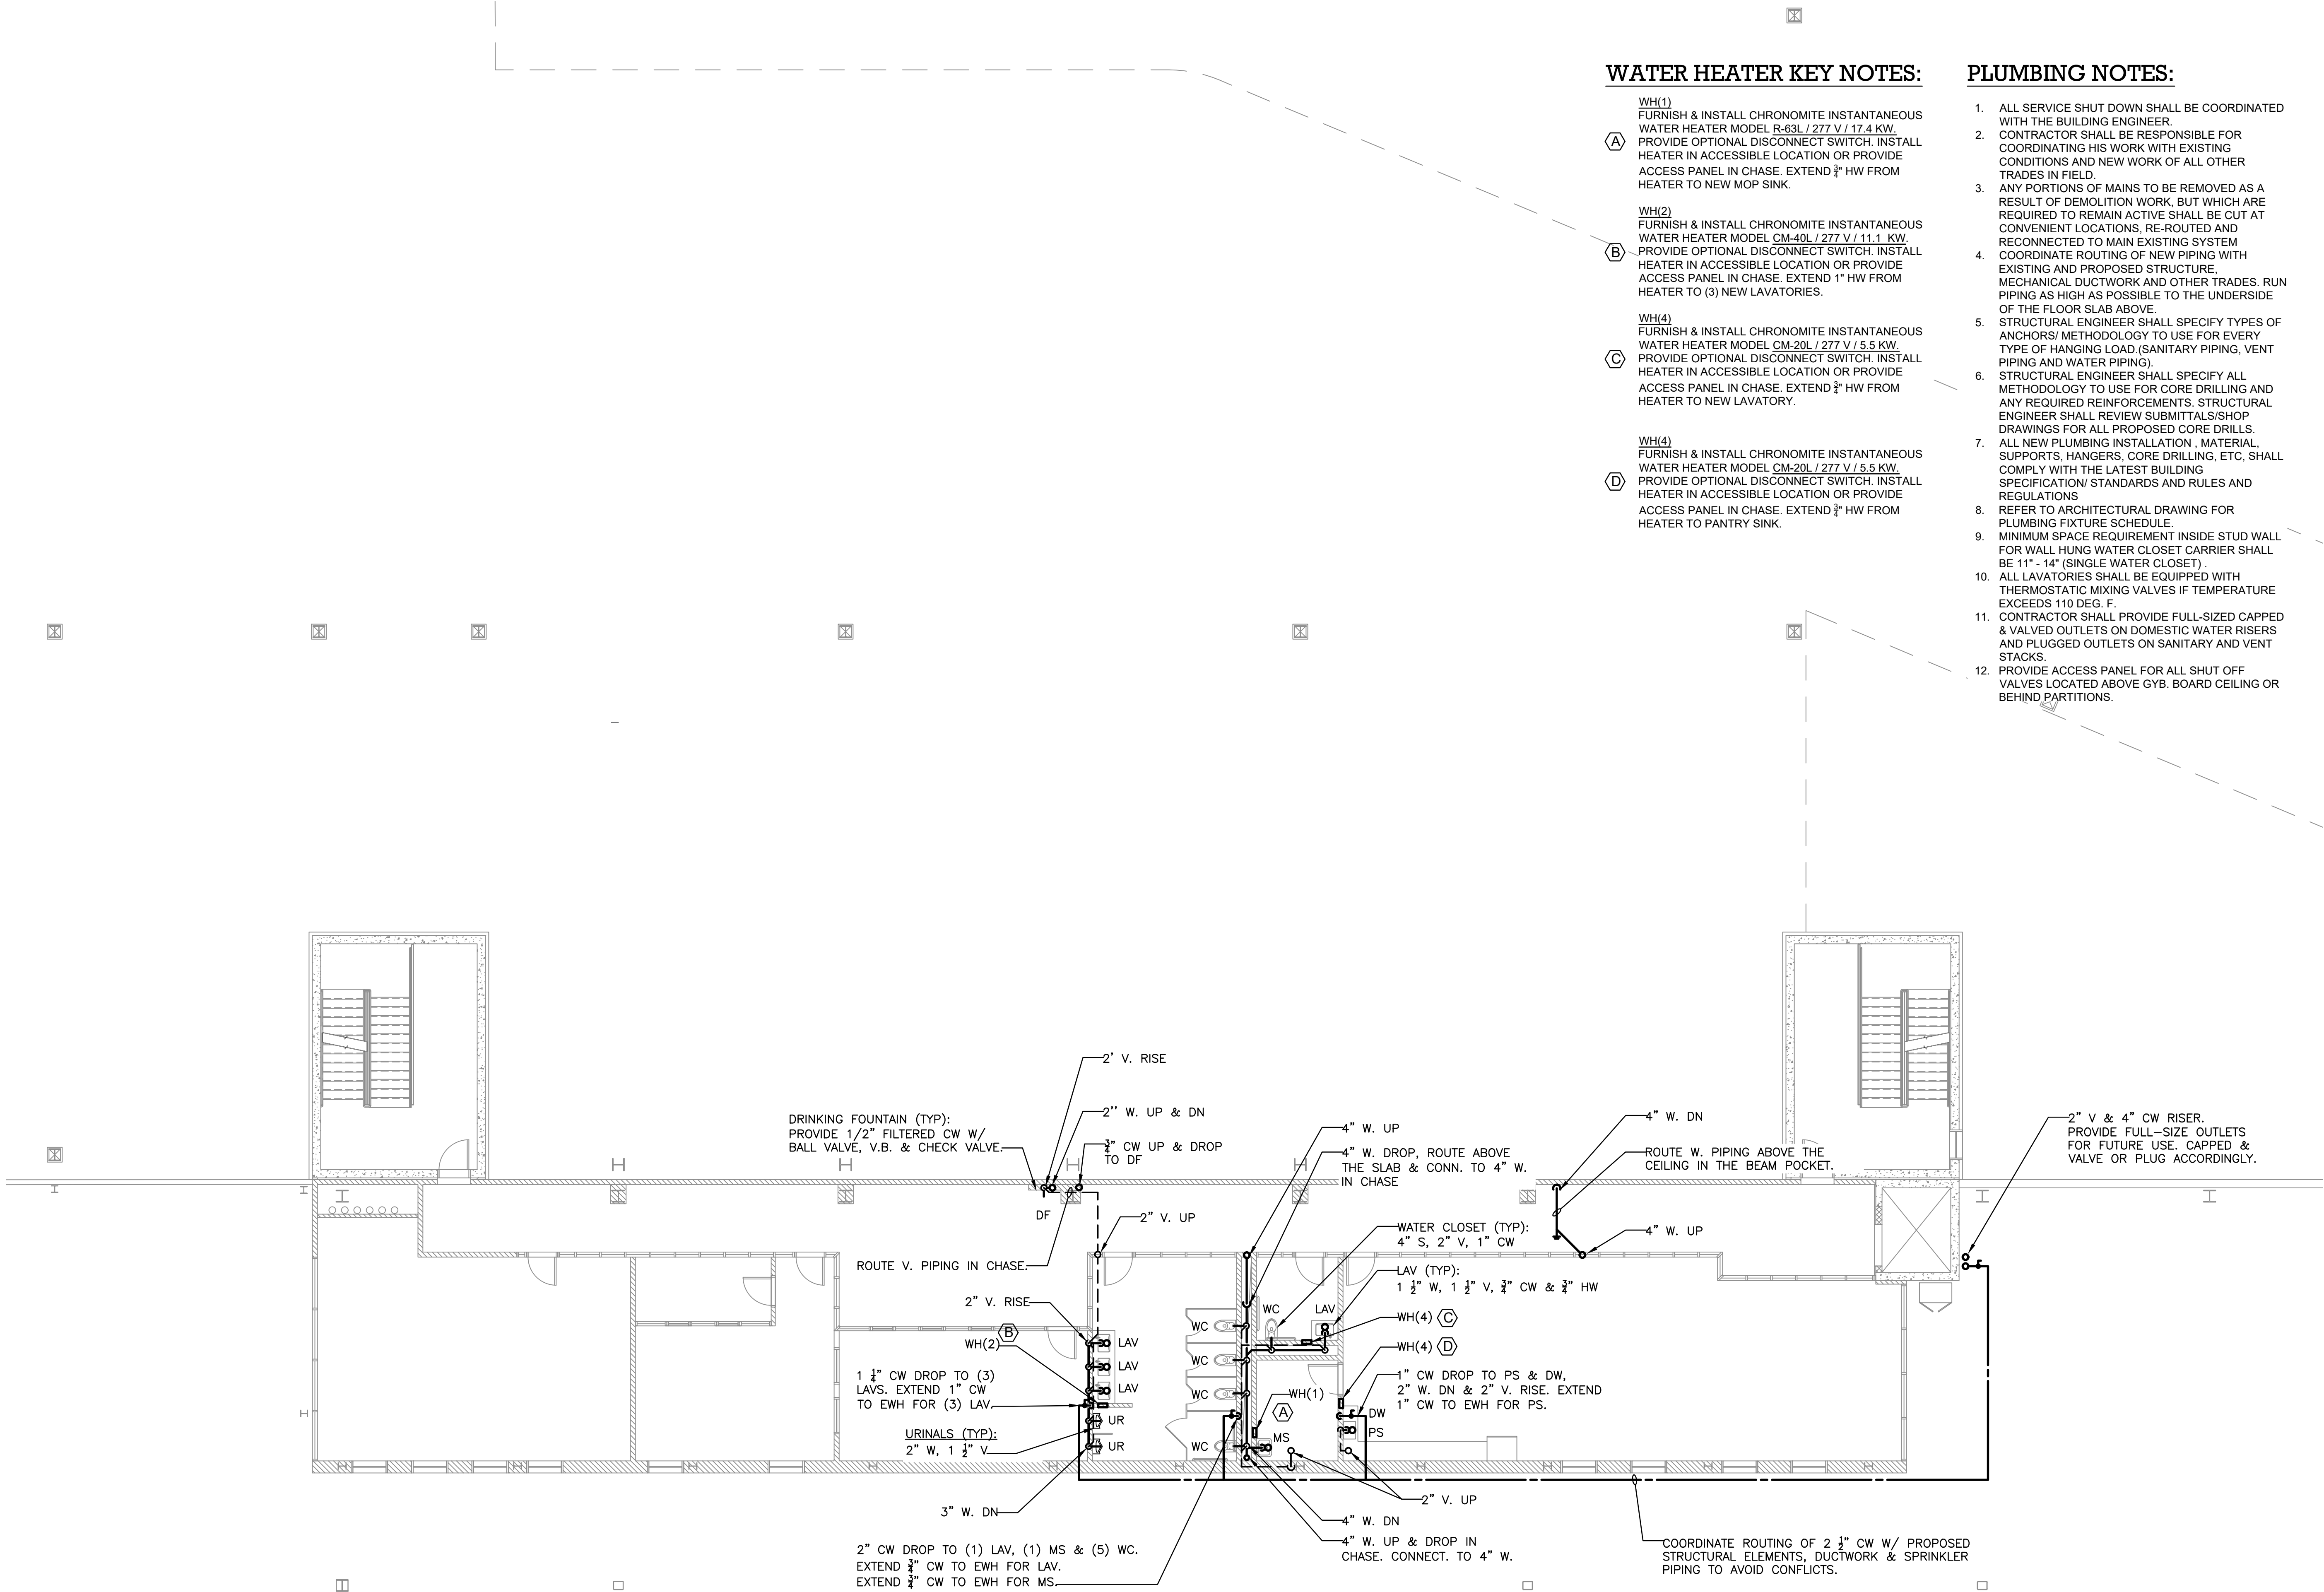 WATER HEATER KEY NOTES:
WH(1)
FURNISH & INSTALL CHRONOMITE INSTANTANEOUS
WATER HEATER MODEL R-63L / 277 V / 17.4 KW.
A
PROVIDE OPTIONAL DISCONNECT SWITCH. INSTALL
HEATER IN ACCESSIBLE LOCATION OR PROVIDE
ACCESS PANEL IN CHASE. EXTEND 3/4" HW FROM
HEATER TO NEW MOP SINK.
WH(2)
FURNISH & INSTALL CHRONOMITE INSTANTANEOUS
WATER HEATER MODEL CM-40L / 277 V / 11.1 KW.
B
PROVIDE OPTIONAL DISCONNECT SWITCH. INSTALL
HEATER IN ACCESSIBLE LOCATION OR PROVIDE
ACCESS PANEL IN CHASE. EXTEND 1" HW FROM
HEATER TO (3) NEW LAVATORIES.
WH(4)
FURNISH & INSTALL CHRONOMITE INSTANTANEOUS
WATER HEATER MODEL CM-20L / 277 V / 5.5 KW.
C
PROVIDE OPTIONAL DISCONNECT SWITCH. INSTALL
HEATER IN ACCESSIBLE LOCATION OR PROVIDE
ACCESS PANEL IN CHASE. EXTEND 3/4" HW FROM
HEATER TO NEW LAVATORY.
WH(4)
FURNISH & INSTALL CHRONOMITE INSTANTANEOUS
WATER HEATER MODEL CM-20L / 277 V / 5.5 KW.
D
PROVIDE OPTIONAL DISCONNECT SWITCH. INSTALL
HEATER IN ACCESSIBLE LOCATION OR PROVIDE
ACCESS PANEL IN CHASE. EXTEND 3/4" HW FROM
HEATER TO PANTRY SINK.
PLUMBING NOTES:
1. ALL SERVICE SHUT DOWN SHALL BE COORDINATED
WITH THE BUILDING ENGINEER.
2. CONTRACTOR SHALL BE RESPONSIBLE FOR
COORDINATING HIS WORK WITH EXISTING
CONDITIONS AND NEW WORK OF ALL OTHER
TRADES IN FIELD.
3. ANY PORTIONS OF MAINS TO BE REMOVED AS A
RESULT OF DEMOLITION WORK, BUT WHICH ARE
REQUIRED TO REMAIN ACTIVE SHALL BE CUT AT
CONVENIENT LOCATIONS, RE-ROUTED AND
RECONNECTED TO MAIN EXISTING SYSTEM
4. COORDINATE ROUTING OF NEW PIPING WITH
EXISTING AND PROPOSED STRUCTURE,
MECHANICAL DUCTWORK AND OTHER TRADES. RUN
PIPING AS HIGH AS POSSIBLE TO THE UNDERSIDE
OF THE FLOOR SLAB ABOVE.
5. STRUCTURAL ENGINEER SHALL SPECIFY TYPES OF
ANCHORS/ METHODOLOGY TO USE FOR EVERY
TYPE OF HANGING LOAD.(SANITARY PIPING, VENT
PIPING AND WATER PIPING).
6. STRUCTURAL ENGINEER SHALL SPECIFY ALL
METHODOLOGY TO USE FOR CORE DRILLING AND
ANY REQUIRED REINFORCEMENTS. STRUCTURAL
ENGINEER SHALL REVIEW SUBMITTALS/SHOP
DRAWINGS FOR ALL PROPOSED CORE DRILLS.
7. ALL NEW PLUMBING INSTALLATION , MATERIAL,
SUPPORTS, HANGERS, CORE DRILLING, ETC, SHALL
COMPLY WITH THE LATEST BUILDING
SPECIFICATION/ STANDARDS AND RULES AND
REGULATIONS
8. REFER TO ARCHITECTURAL DRAWING FOR
PLUMBING FIXTURE SCHEDULE.
9. MINIMUM SPACE REQUIREMENT INSIDE STUD WALL
FOR WALL HUNG WATER CLOSET CARRIER SHALL
BE 11" - 14" (SINGLE WATER CLOSET) .
10. ALL LAVATORIES SHALL BE EQUIPPED WITH
THERMOSTATIC MIXING VALVES IF TEMPERATURE
EXCEEDS 110 DEG. F.
11. CONTRACTOR SHALL PROVIDE FULL-SIZED CAPPED
& VALVED OUTLETS ON DOMESTIC WATER RISERS
AND PLUGGED OUTLETS ON SANITARY AND VENT
STACKS.
12. PROVIDE ACCESS PANEL FOR ALL SHUT OFF
VALVES LOCATED ABOVE GYB. BOARD CEILING OR
BEHIND PARTITIONS.
2' V. RISE
2'' W. UP & DN
3/4" CW UP & DROP
TO DF
DRINKING FOUNTAIN (TYP):
PROVIDE 1/2" FILTERED CW W/
BALL VALVE, V.B. & CHECK VALVE.
4" W. UP
4" W. DROP, ROUTE ABOVE
THE SLAB & CONN. TO 4" W.
IN CHASE
4" W. DN
ROUTE W. PIPING ABOVE THE
CEILING IN THE BEAM POCKET.
2" V & 4" CW RISER.
PROVIDE FULL-SIZE OUTLETS
FOR FUTURE USE. CAPPED &
VALVE OR PLUG ACCORDINGLY.
DF
2" V. UP
WATER CLOSET (TYP):
4" S, 2" V, 1" CW
4" W. UP
ROUTE V. PIPING IN CHASE.
LAV (TYP):
1 1/2" W, 1 1/2" V, 3/4" CW & 3/4" HW
2" V. RISE
WC
LAV
WH(4) C
B
WH(2)
LAV
WC
WH(4) D
LAV
WC
1 1/4" CW DROP TO (3)
LAVS. EXTEND 1" CW
TO EWH FOR (3) LAV.
LAV
WC
WH(1)
A
1" CW DROP TO PS & DW,
2" W. DN & 2" V. RISE. EXTEND
1" CW TO EWH FOR PS.
DW
PS
UR
URINALS (TYP):
2" W, 1 1/2" V
UR
WC
MS
2" V. UP
3" W. DN
4" W. DN
4" W. UP & DROP IN
CHASE. CONNECT. TO 4" W.
2" CW DROP TO (1) LAV, (1) MS & (5) WC.
EXTEND 3/4" CW TO EWH FOR LAV.
EXTEND 3/4" CW TO EWH FOR MS.
COORDINATE ROUTING OF 2 1/2" CW W/ PROPOSED
STRUCTURAL ELEMENTS, DUCTWORK & SPRINKLER
PIPING TO AVOID CONFLICTS.